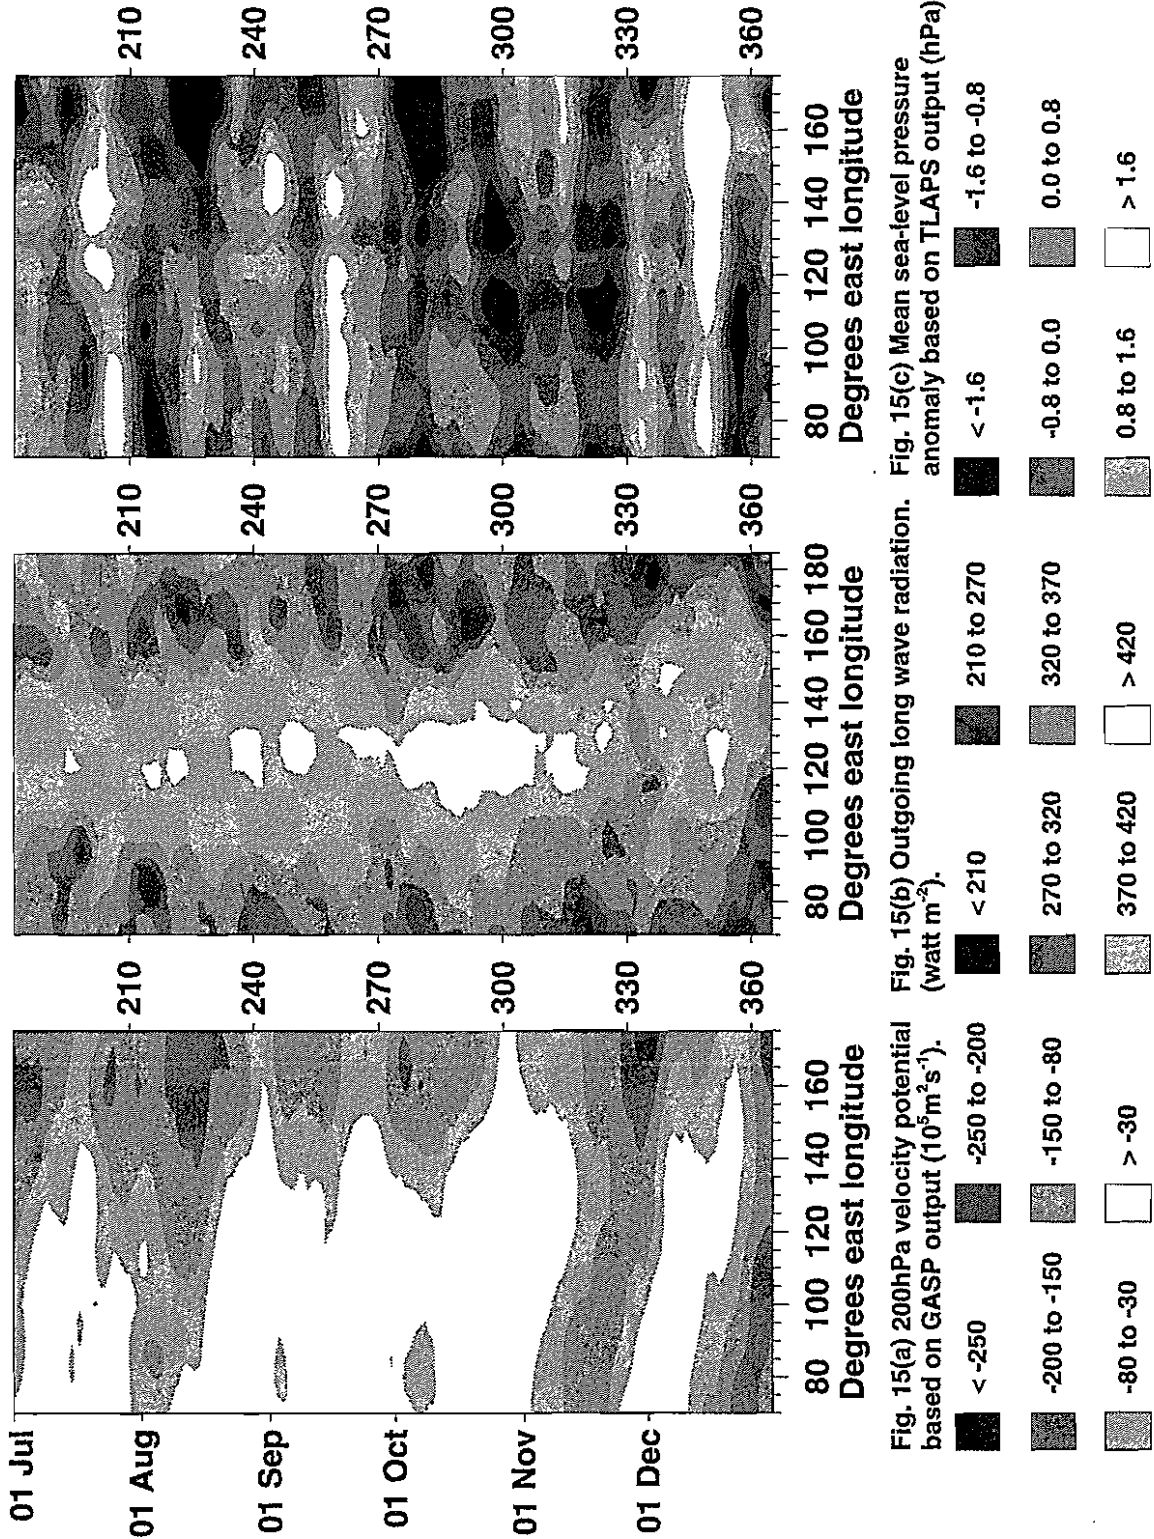 01 Jul
01 Aug
01 Sep
01 Oct
01 Nov
01 Dec
80 100 120 140 160
Degrees east longitude
210
240
270
300
330
360
80 100 120 140 160 180
Degrees east longitude
210
240
270
300
330
360
80 100 120 140 160
Degrees east longitude
210
240
270
300
330
360
Fig. 15(a) 200hPa velocity potential
based on GASP output (10⁵m²s⁻¹).
< -250
-250 to -200
-200 to -150
-150 to -80
-80 to -30
> -30
Fig. 15(b) Outgoing long wave radiation.
(watt m⁻²).
<210
210 to 270
270 to 320
320 to 370
370 to 420
> 420
Fig. 15(c) Mean sea-level pressure
anomaly based on TLAPS output (hPa)
< -1.6
-1.6 to -0.8
-0.8 to 0.0
0.0 to 0.8
0.8 to 1.6
> 1.6